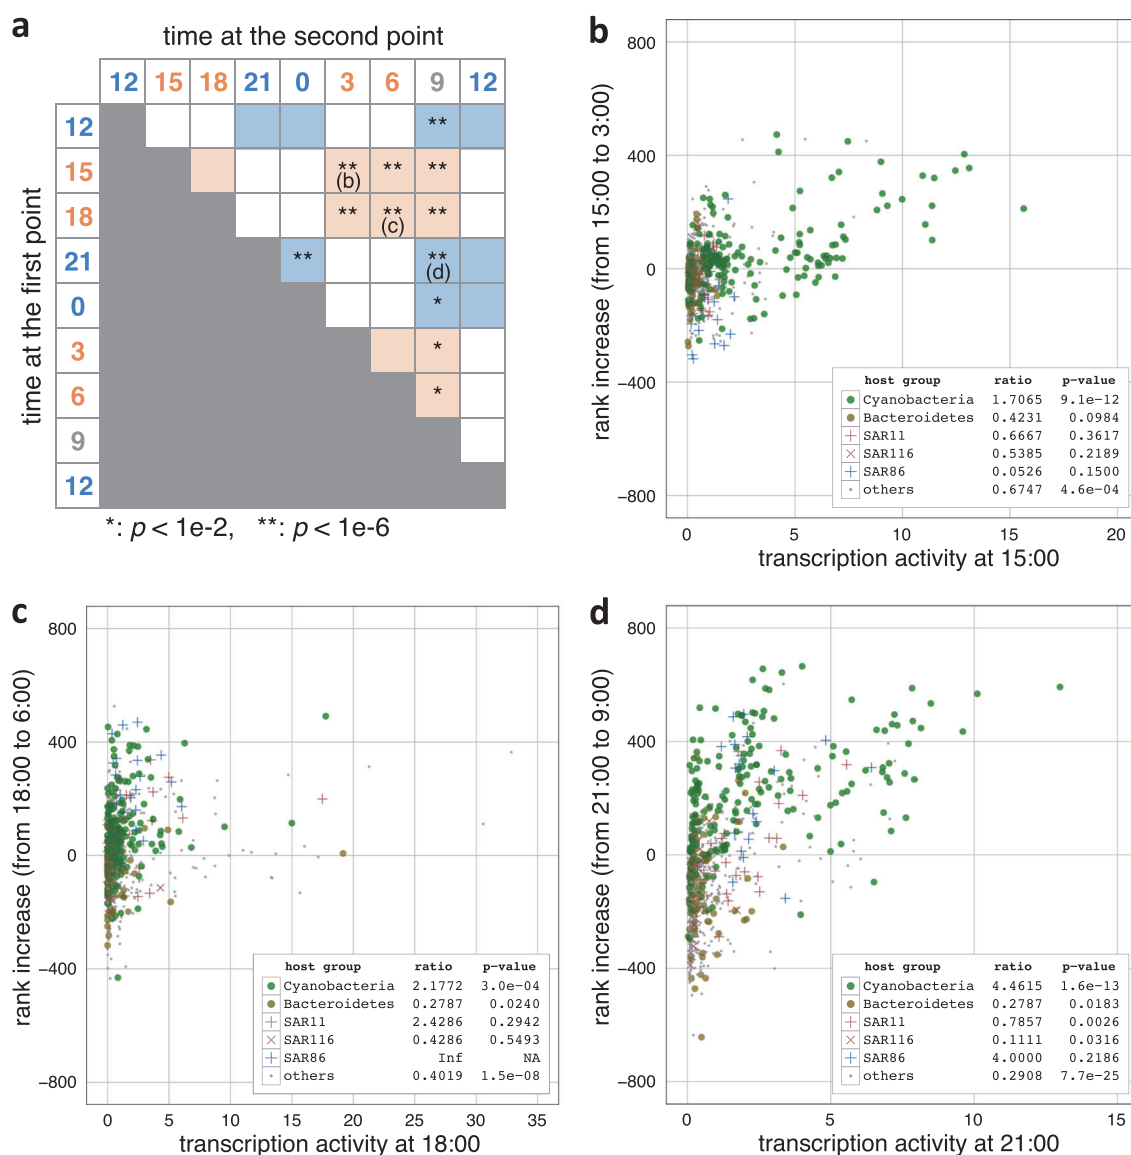 a
time at the second point
12 15 18 21 0 3 6 9 12
time at the first point
12 **
15 ** ** **
(b)
18 ** ** **
(c)
21 ** **
(d)
0 *
3 *
6 *
9
12
*: p < 1e-2, **: p < 1e-6
b
rank increase (from 15:00 to 3:00)
800
400
0
−400
−800
host group ratio p-value
Cyanobacteria 1.7065 9.1e-12
Bacteroidetes 0.4231 0.0984
SAR11 0.6667 0.3617
SAR116 0.5385 0.2189
SAR86 0.0526 0.1500
others 0.6747 4.6e-04
0 5 10 15 20
transcription activity at 15:00
c
rank increase (from 18:00 to 6:00)
800
400
0
−400
−800
host group ratio p-value
Cyanobacteria 2.1772 3.0e-04
Bacteroidetes 0.2787 0.0240
SAR11 2.4286 0.2942
SAR116 0.4286 0.5493
SAR86 Inf NA
others 0.4019 1.5e-08
0 5 10 15 20 25 30 35
transcription activity at 18:00
d
rank increase (from 21:00 to 9:00)
800
400
0
−400
−800
host group ratio p-value
Cyanobacteria 4.4615 1.6e-13
Bacteroidetes 0.2787 0.0183
SAR11 0.7857 0.0026
SAR116 0.1111 0.0316
SAR86 4.0000 0.2186
others 0.2908 7.7e-25
0 5 10 15
transcription activity at 21:00